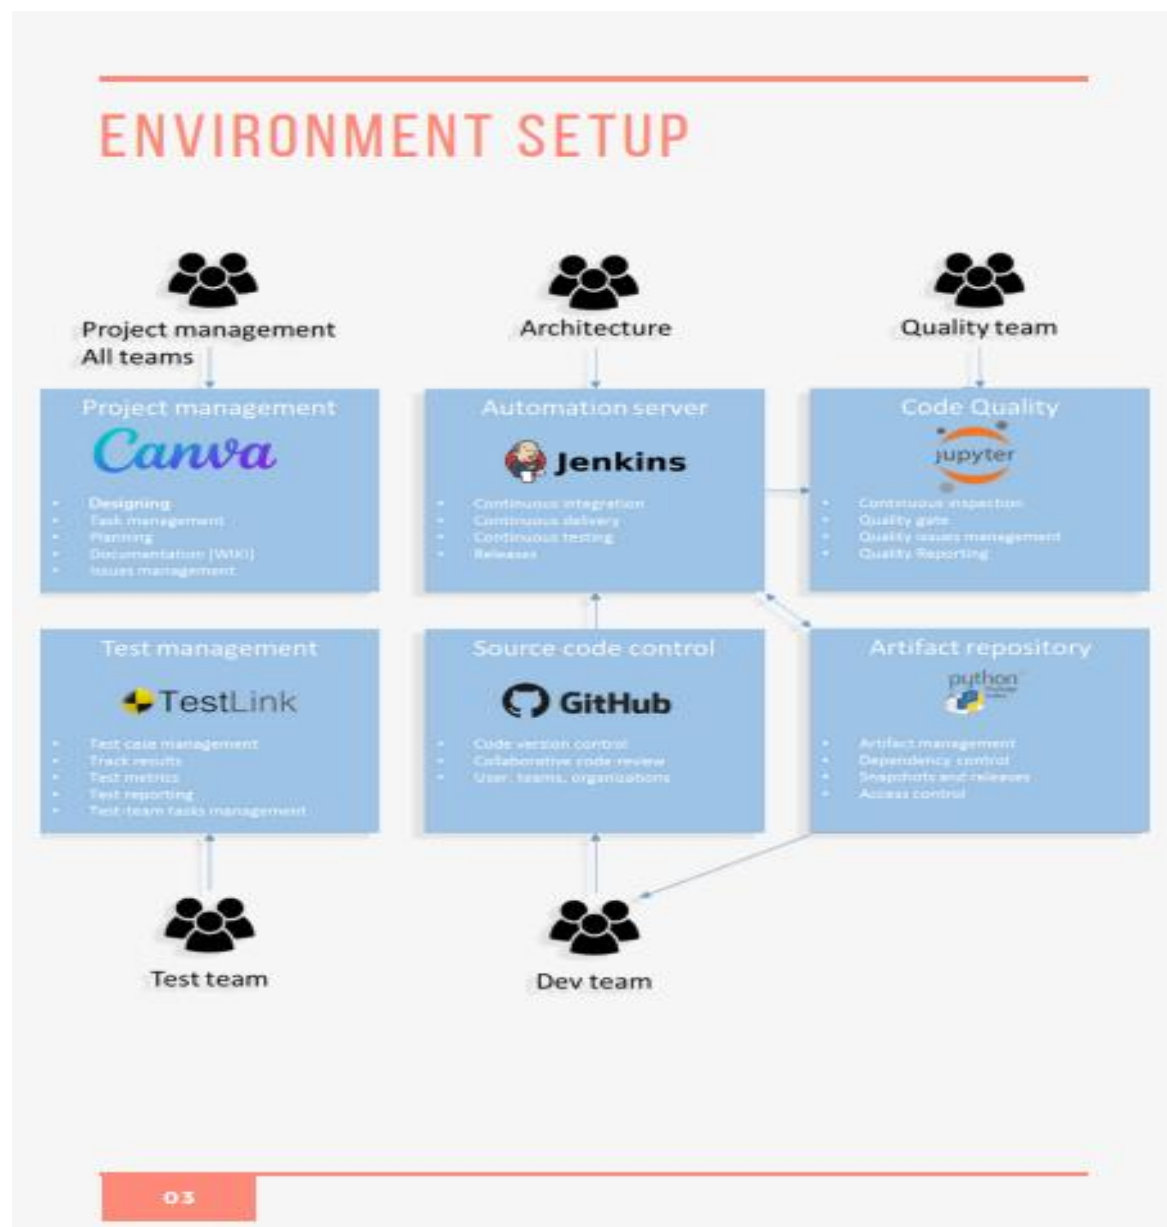 ENVIRONMENT SETUP
Project management
All teams
Architecture
Quality team
Project management
Canva
Designing
Task management
Planning
Documentation (WIKI)
Issues management
Automation server
Jenkins
Continuous integration
Continuous delivery
Continuous testing
Releases
Code Quality
jupyter
Continuous inspection
Quality gate
Quality issues management
Quality Reporting
Test management
TestLink
Test case management
Track results
Test metrics
Test reporting
Test-team tasks management
Source code control
GitHub
Code version control
Collaborative code review
User, teams, organizations
Artifact repository
python
Package
Index
Artifact management
Dependency control
Snapshots and releases
Access control
Test team
Dev team
03